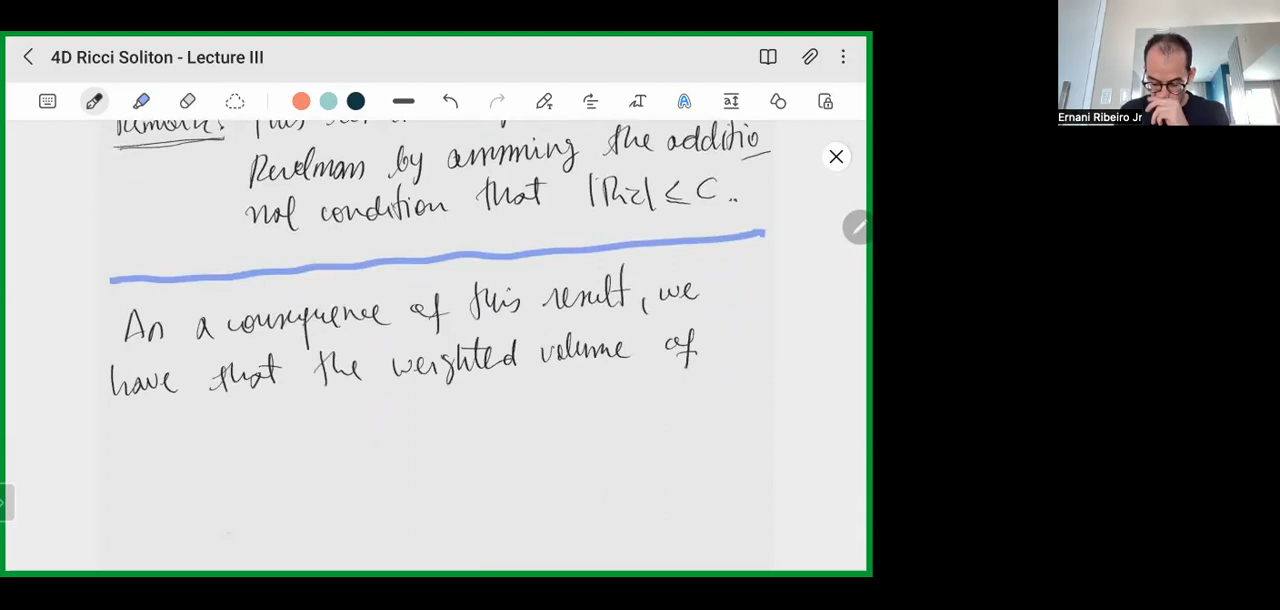 4D Ricci Soliton - Lecture III
Ernani Ribeiro Jr
Remark:
Perelman by assuming the additio
nal condition that |Ric| ≤ C ..
As a consequence of this result, we
have that the weighted volume of